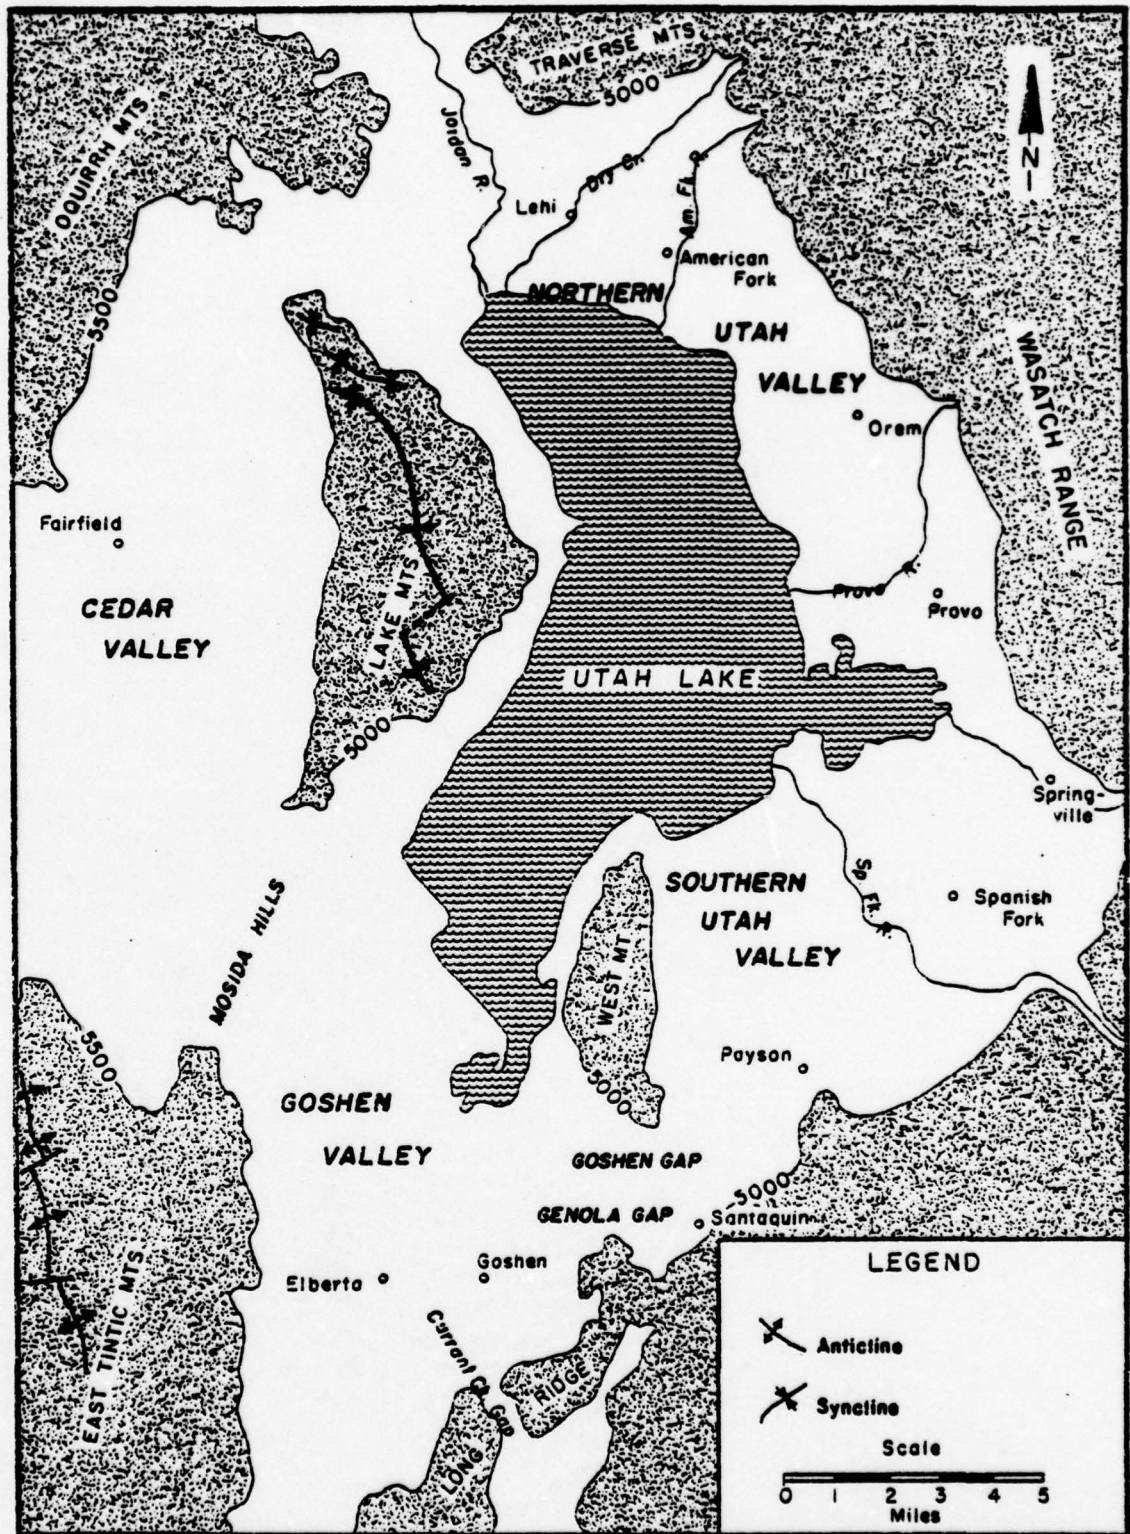 TRAVERSE MTS.
5000
OQUIRRH MTS
N
Jordan R.
Dry Cr.
Lehi
Am. Fk. R.
American
Fork
NORTHERN
UTAH
VALLEY
5500
WASATCH RANGE
Orem
Fairfield
CEDAR
VALLEY
LAKE MTS
Provo R.
Provo
UTAH LAKE
5000
Spring-
ville
MOSIDA HILLS
SOUTHERN
UTAH
VALLEY
Sp. Fk. R.
Spanish
Fork
WEST MT
5500
Payson
5000
GOSHEN
VALLEY
GOSHEN GAP
5000
GENOLA GAP
Santaquin
Goshen
Elberta
EAST TINTIC MTS.
Currant Ck. Gap
RIDGE
LONG
LEGEND
Anticline
Syncline
Scale
0 1 2 3 4 5
Miles